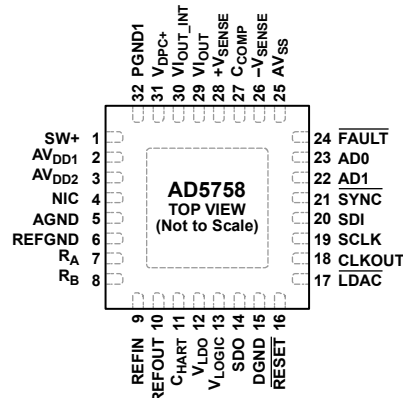 32 PGND1
31 VDPC+
30 VIOUT_INT
29 VIOUT
28 +VSENSE
27 CCOMP
26 –VSENSE
25 AVSS
SW+ 1
AVDD1 2
AVDD2 3
NIC 4
AGND 5
REFGND 6
RA 7
RB 8
AD5758
TOP VIEW
(Not to Scale)
24 FAULT
23 AD0
22 AD1
21 SYNC
20 SDI
19 SCLK
18 CLKOUT
17 LDAC
REFIN 9
REFOUT 10
CHART 11
VLDO 12
VLOGIC 13
SDO 14
DGND 15
RESET 16